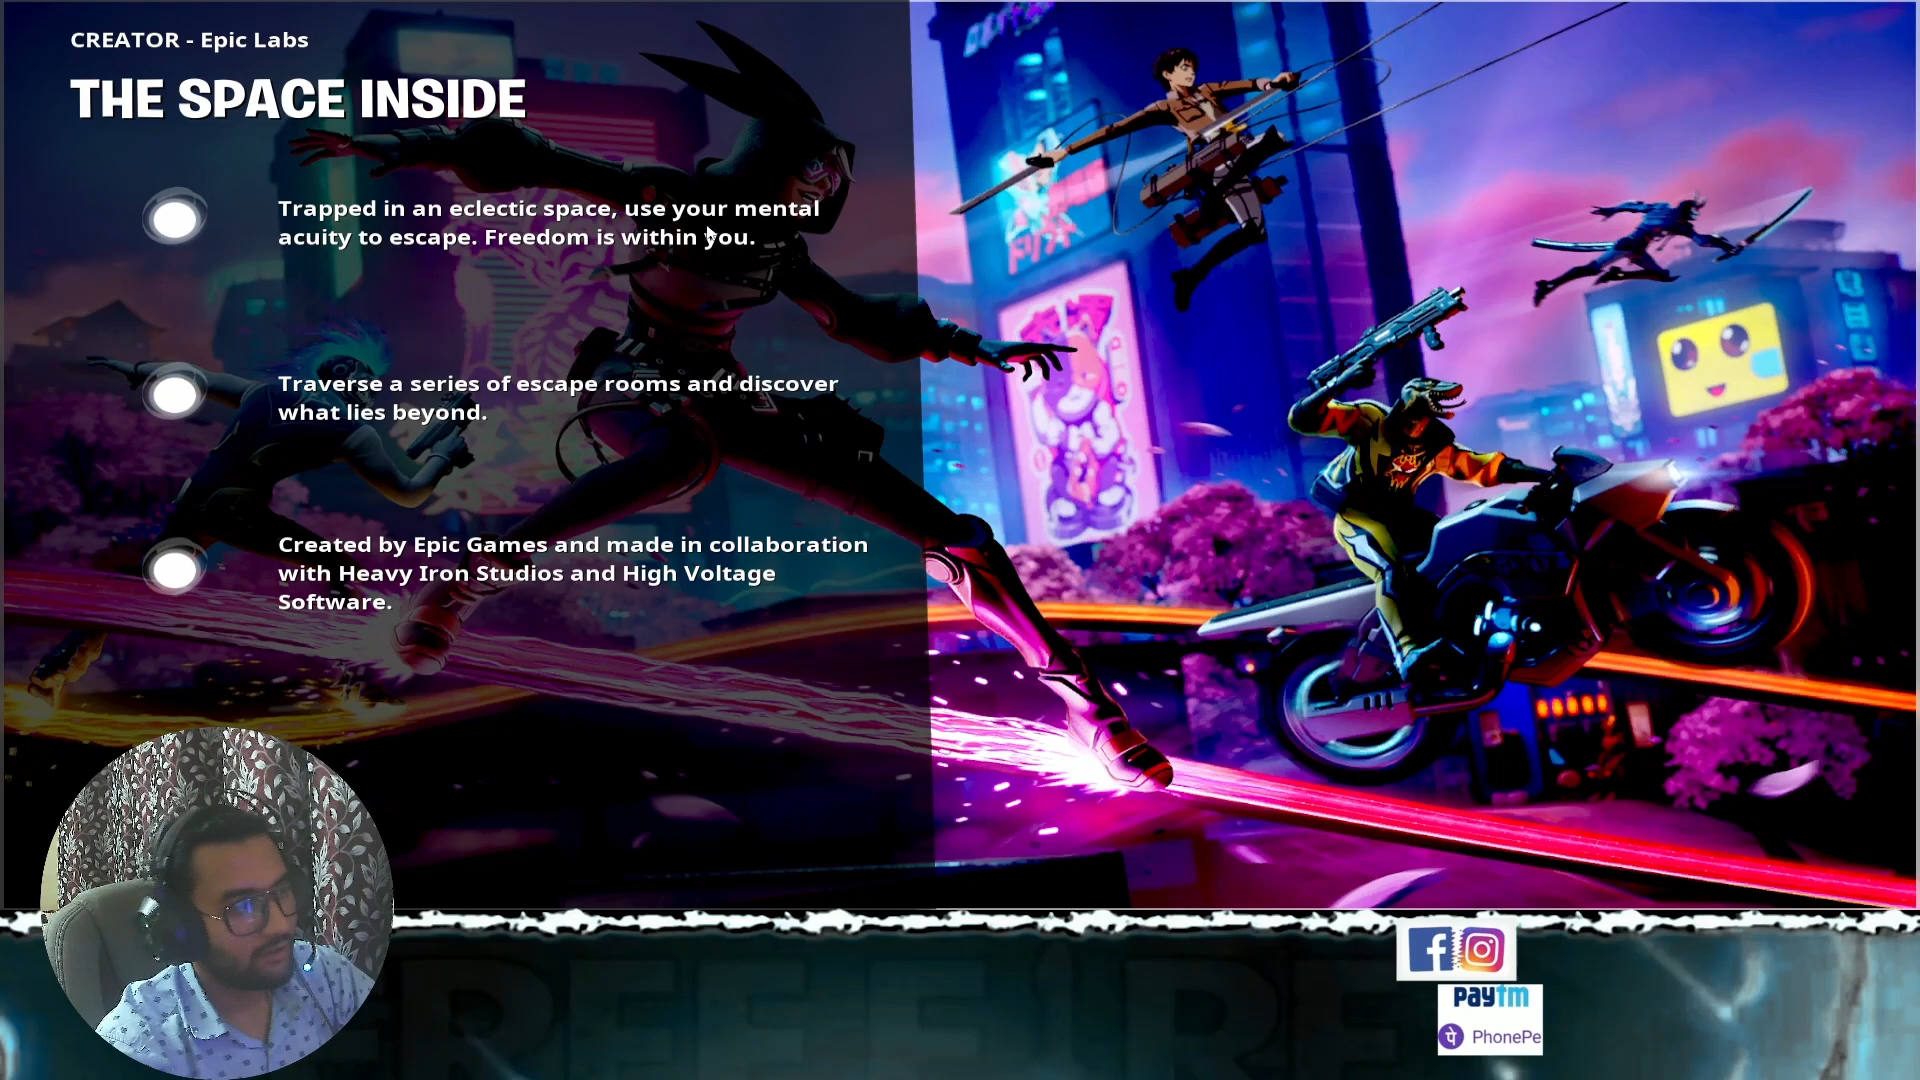 CREATOR - Epic Labs
THE SPACE INSIDE
Trapped in an eclectic space, use your mental
acuity to escape. Freedom is within you.
Traverse a series of escape rooms and discover
what lies beyond.
Created by Epic Games and made in collaboration
with Heavy Iron Studios and High Voltage
Software.
paytm
पे PhonePe